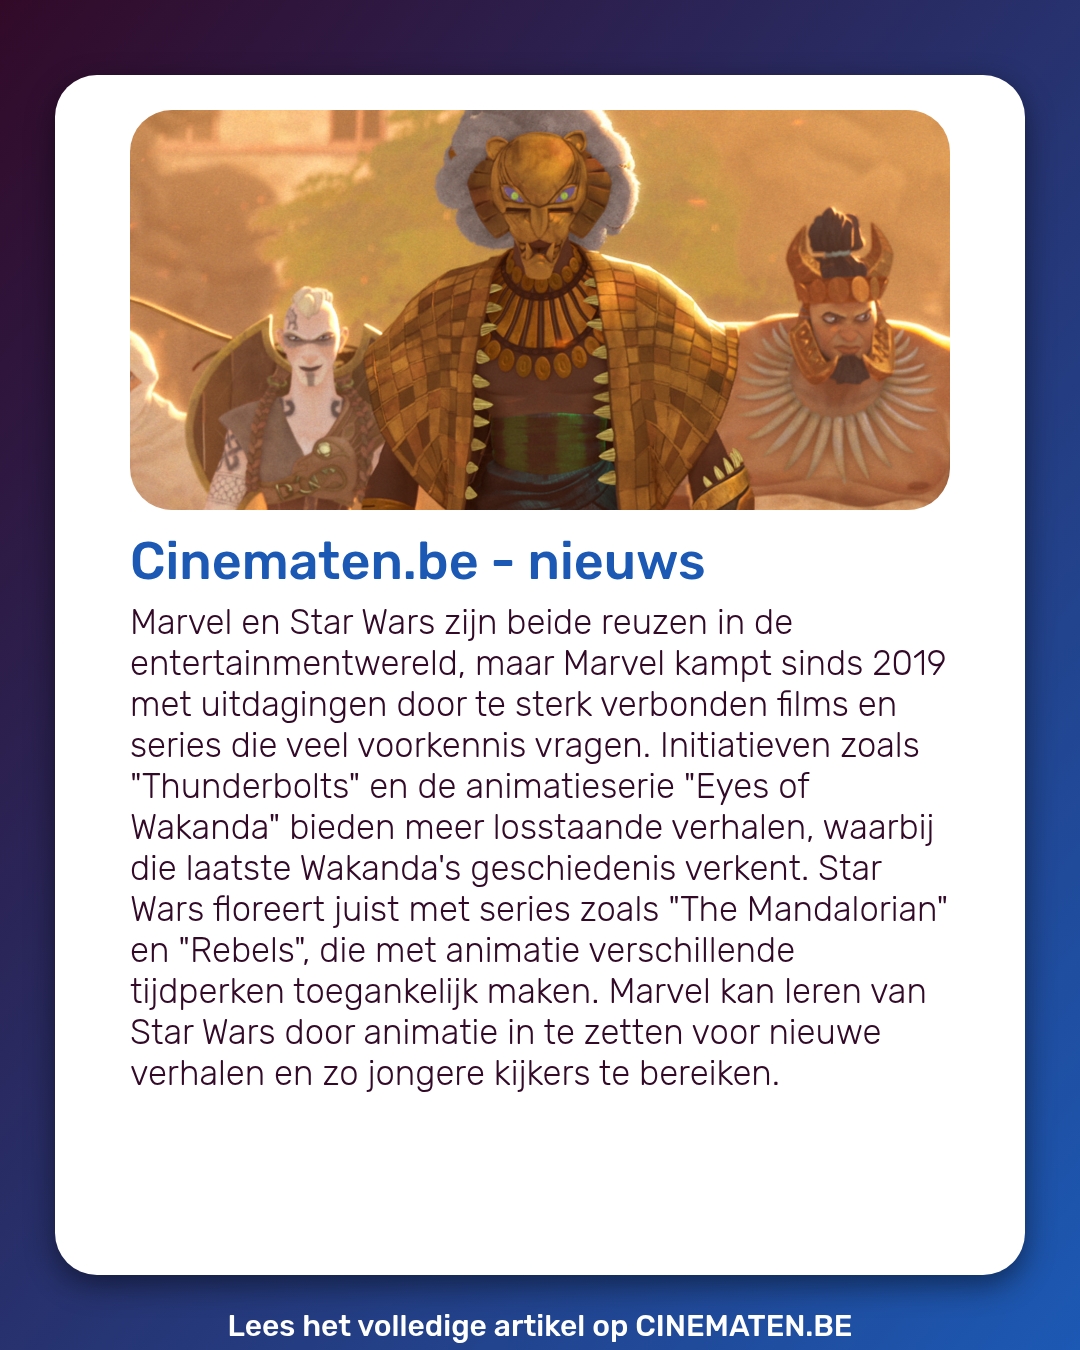 Cinematen.be - nieuws
Marvel en Star Wars zijn beide reuzen in de
entertainmentwereld, maar Marvel kampt sinds 2019
met uitdagingen door te sterk verbonden films en
series die veel voorkennis vragen. Initiatieven zoals
"Thunderbolts" en de animatieserie "Eyes of
Wakanda" bieden meer losstaande verhalen, waarbij
die laatste Wakanda's geschiedenis verkent. Star
Wars floreert juist met series zoals "The Mandalorian"
en "Rebels", die met animatie verschillende
tijdperken toegankelijk maken. Marvel kan leren van
Star Wars door animatie in te zetten voor nieuwe
verhalen en zo jongere kijkers te bereiken.
Lees het volledige artikel op CINEMATEN.BE